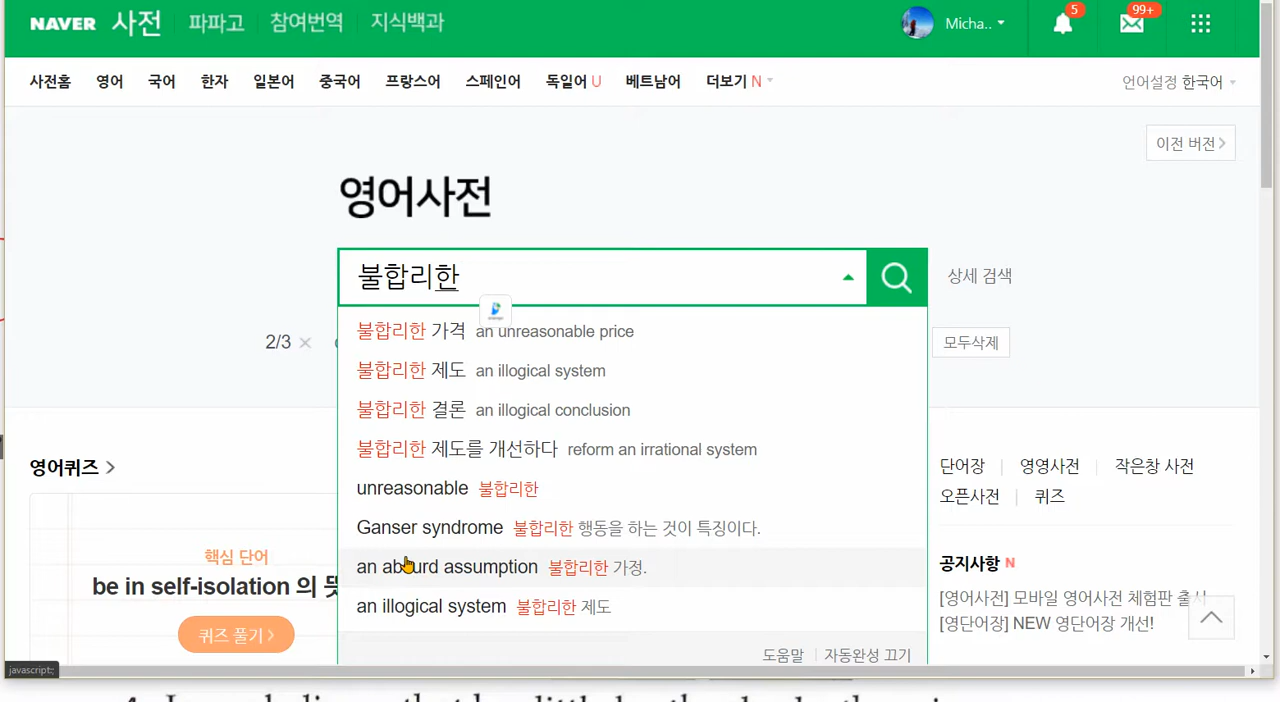 NAVER 사전 파파고 참여번역 지식백과 Micha.. 5 99+
사전홈 영어 국어 한자 일본어 중국어 프랑스어 스페인어 독일어 U 베트남어 더보기 N 언어설정 한국어
이전 버전
영어사전
불합리한 상세 검색
불합리한 가격 an unreasonable price
2/3 모두삭제
불합리한 제도 an illogical system
불합리한 결론 an illogical conclusion
불합리한 제도를 개선하다 reform an irrational system
unreasonable 불합리한
Ganser syndrome 불합리한 행동을 하는 것이 특징이다.
an absurd assumption 불합리한 가정.
an illogical system 불합리한 제도
도움말 자동완성 끄기
영어퀴즈
핵심 단어
be in self-isolation 의 뜻
퀴즈 풀기
단어장 영영사전 작은창 사전
오픈사전 퀴즈
공지사항 N
[영어사전] 모바일 영어사전 체험판 출시
[영단어장] NEW 영단어장 개선!
javascript:;